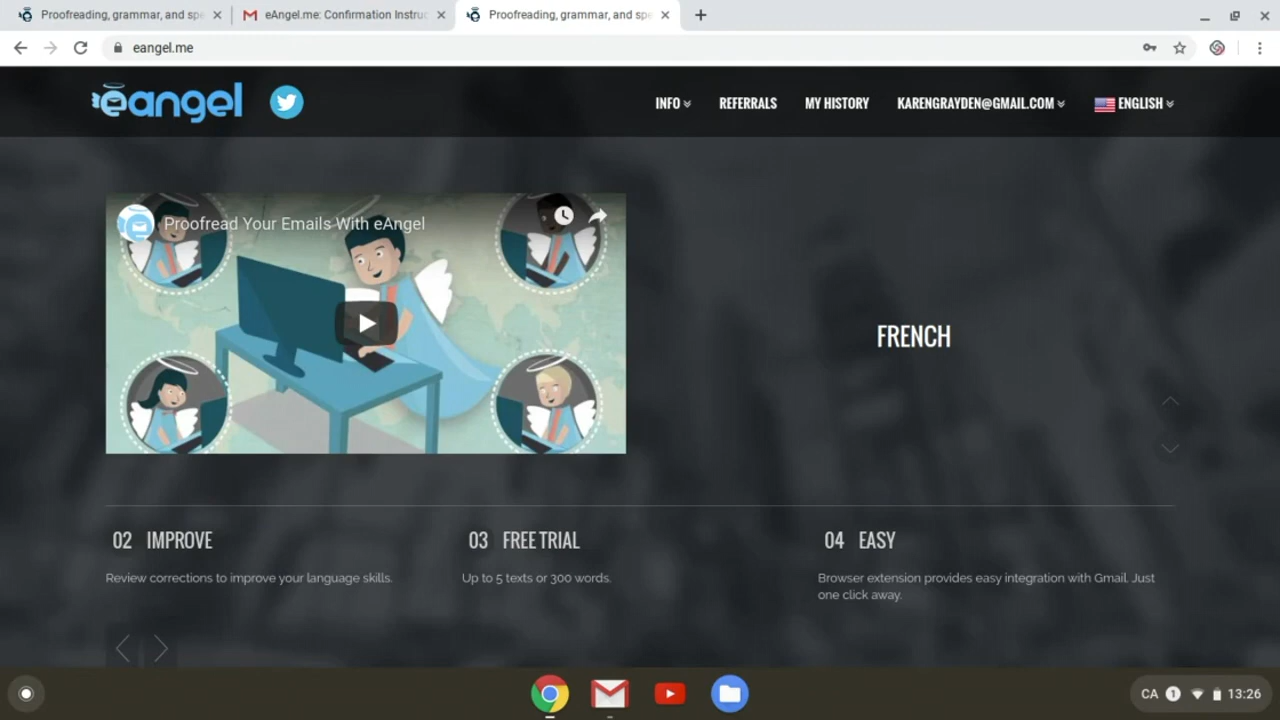 Proofreading, grammar, and spe
eAngel.me: Confirmation Instruc
Proofreading, grammar, and spe
eangel.me
eangel
INFO
REFERRALS
MY HISTORY
KARENGRAYDEN@GMAIL.COM
ENGLISH
Proofread Your Emails With eAngel
FRENCH
02 IMPROVE
Review corrections to improve your language skills.
03 FREE TRIAL
Up to 5 texts or 300 words.
04 EASY
Browser extension provides easy integration with Gmail. Just
one click away.
CA 1 13:26